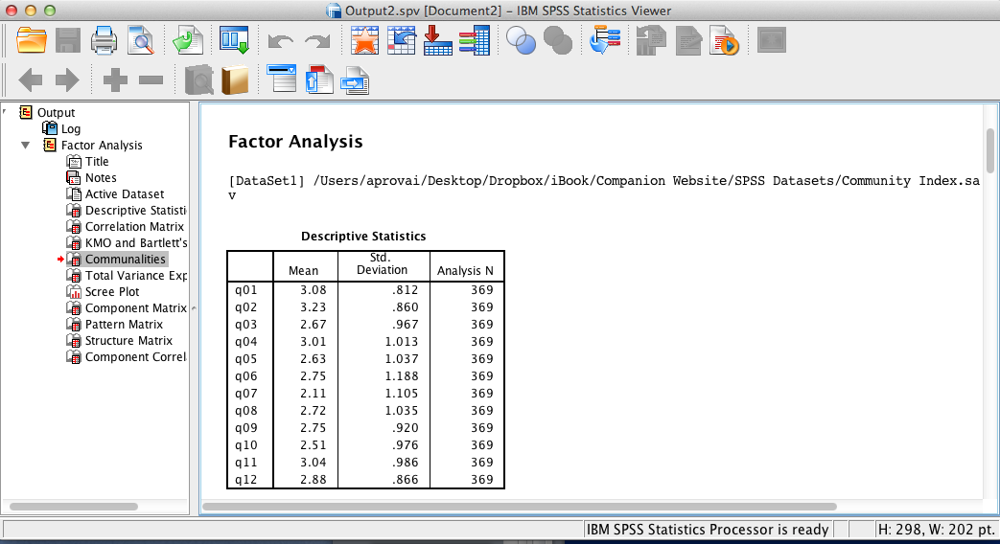 Output2.spv [Document2] – IBM SPSS Statistics Viewer
Output
Log
Factor Analysis
Title
Notes
Active Dataset
Descriptive Statisti
Correlation Matrix
KMO and Bartlett's
Communalities
Total Variance Exp
Scree Plot
Component Matrix
Pattern Matrix
Structure Matrix
Component Correl
Factor Analysis
[DataSet1] /Users/aprovai/Desktop/Dropbox/iBook/Companion Website/SPSS Datasets/Community Index.sa
v
Descriptive Statistics
Mean Std. Deviation Analysis N
q01 3.08 .812 369
q02 3.23 .860 369
q03 2.67 .967 369
q04 3.01 1.013 369
q05 2.63 1.037 369
q06 2.75 1.188 369
q07 2.11 1.105 369
q08 2.72 1.035 369
q09 2.75 .920 369
q10 2.51 .976 369
q11 3.04 .986 369
q12 2.88 .866 369
IBM SPSS Statistics Processor is ready H: 298, W: 202 pt.